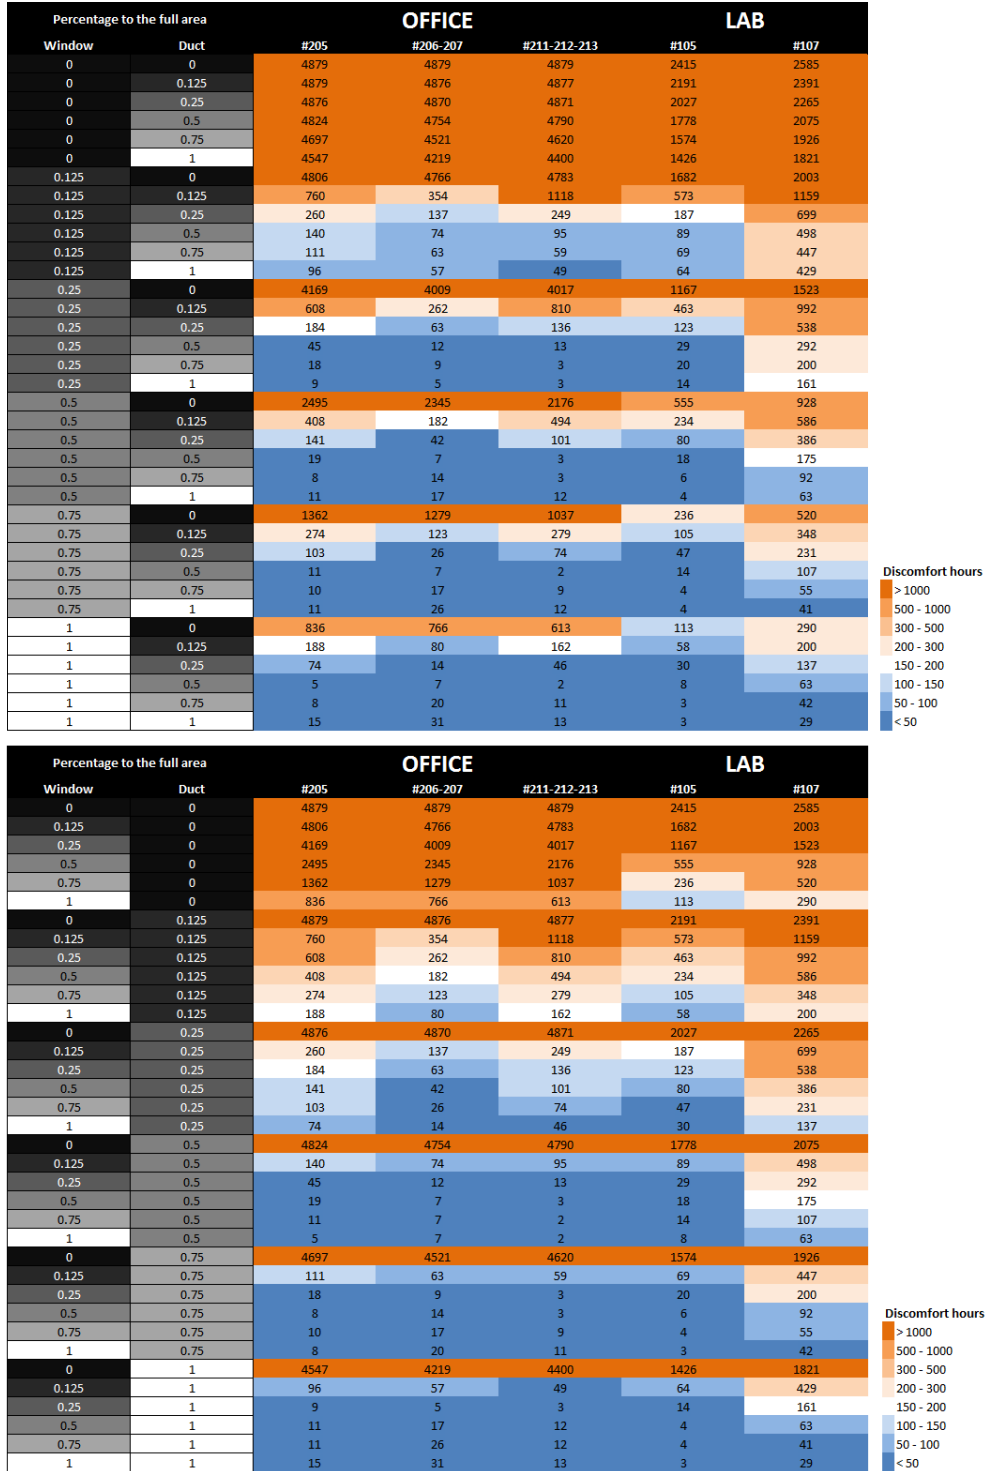 Percentage to the full area OFFICE LAB
Window Duct #205 #206-207 #211-212-213 #105 #107
0 0 4879 4879 4879 2415 2585
0 0.125 4879 4876 4877 2191 2391
0 0.25 4876 4870 4871 2027 2265
0 0.5 4824 4754 4790 1778 2075
0 0.75 4697 4521 4620 1574 1926
0 1 4547 4219 4400 1426 1821
0.125 0 4806 4766 4783 1682 2003
0.125 0.125 760 354 1118 573 1159
0.125 0.25 260 137 249 187 699
0.125 0.5 140 74 95 89 498
0.125 0.75 111 63 59 69 447
0.125 1 96 57 49 64 429
0.25 0 4169 4009 4017 1167 1523
0.25 0.125 608 262 810 463 992
0.25 0.25 184 63 136 123 538
0.25 0.5 45 12 13 29 292
0.25 0.75 18 9 3 20 200
0.25 1 9 5 3 14 161
0.5 0 2495 2345 2176 555 928
0.5 0.125 408 182 494 234 586
0.5 0.25 141 42 101 80 386
0.5 0.5 19 7 3 18 175
0.5 0.75 8 14 3 6 92
0.5 1 11 17 12 4 63
0.75 0 1362 1279 1037 236 520
0.75 0.125 274 123 279 105 348
0.75 0.25 103 26 74 47 231
0.75 0.5 11 7 2 14 107
0.75 0.75 10 17 9 4 55
0.75 1 11 26 12 4 41
1 0 836 766 613 113 290
1 0.125 188 80 162 58 200
1 0.25 74 14 46 30 137
1 0.5 5 7 2 8 63
1 0.75 8 20 11 3 42
1 1 15 31 13 3 29
Discomfort hours
> 1000
500 - 1000
300 - 500
200 - 300
150 - 200
100 - 150
50 - 100
< 50
Percentage to the full area OFFICE LAB
Window Duct #205 #206-207 #211-212-213 #105 #107
0 0 4879 4879 4879 2415 2585
0.125 0 4806 4766 4783 1682 2003
0.25 0 4169 4009 4017 1167 1523
0.5 0 2495 2345 2176 555 928
0.75 0 1362 1279 1037 236 520
1 0 836 766 613 113 290
0 0.125 4879 4876 4877 2191 2391
0.125 0.125 760 354 1118 573 1159
0.25 0.125 608 262 810 463 992
0.5 0.125 408 182 494 234 586
0.75 0.125 274 123 279 105 348
1 0.125 188 80 162 58 200
0 0.25 4876 4870 4871 2027 2265
0.125 0.25 260 137 249 187 699
0.25 0.25 184 63 136 123 538
0.5 0.25 141 42 101 80 386
0.75 0.25 103 26 74 47 231
1 0.25 74 14 46 30 137
0 0.5 4824 4754 4790 1778 2075
0.125 0.5 140 74 95 89 498
0.25 0.5 45 12 13 29 292
0.5 0.5 19 7 3 18 175
0.75 0.5 11 7 2 14 107
1 0.5 5 7 2 8 63
0 0.75 4697 4521 4620 1574 1926
0.125 0.75 111 63 59 69 447
0.25 0.75 18 9 3 20 200
0.5 0.75 8 14 3 6 92
0.75 0.75 10 17 9 4 55
1 0.75 8 20 11 3 42
0 1 4547 4219 4400 1426 1821
0.125 1 96 57 49 64 429
0.25 1 9 5 3 14 161
0.5 1 11 17 12 4 63
0.75 1 11 26 12 4 41
1 1 15 31 13 3 29
Discomfort hours
> 1000
500 - 1000
300 - 500
200 - 300
150 - 200
100 - 150
50 - 100
< 50